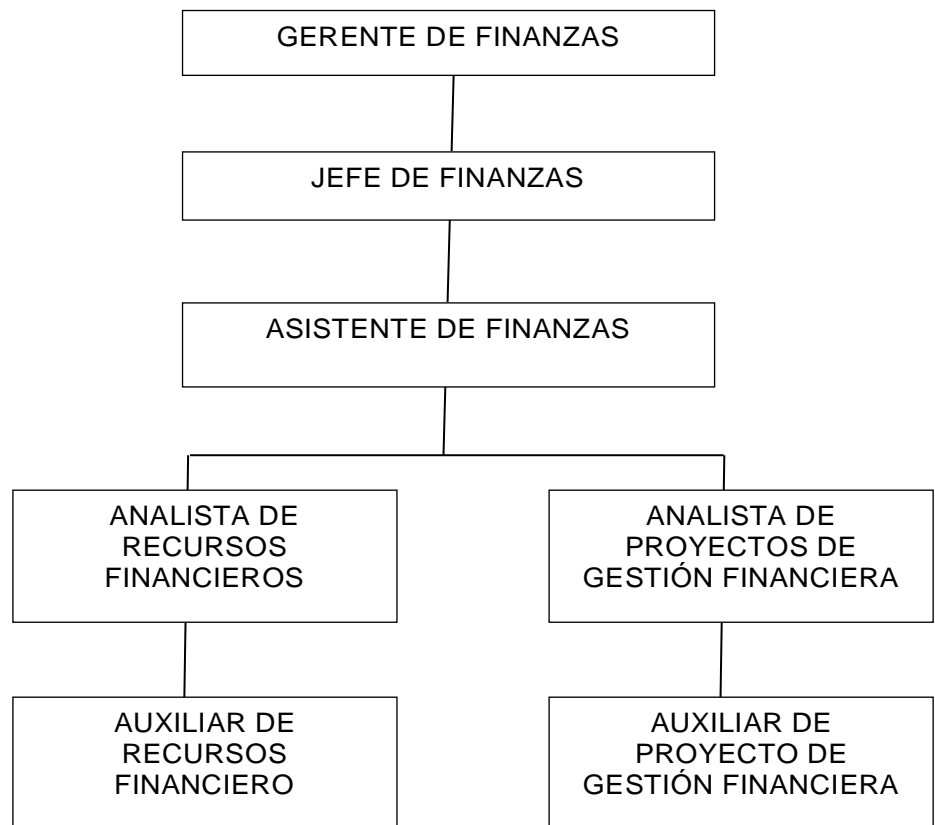 GERENTE DE FINANZAS
JEFE DE FINANZAS
ASISTENTE DE FINANZAS
ANALISTA DE
RECURSOS
FINANCIEROS
ANALISTA DE
PROYECTOS DE
GESTIÓN FINANCIERA
AUXILIAR DE
RECURSOS
FINANCIERO
AUXILIAR DE
PROYECTO DE
GESTIÓN FINANCIERA